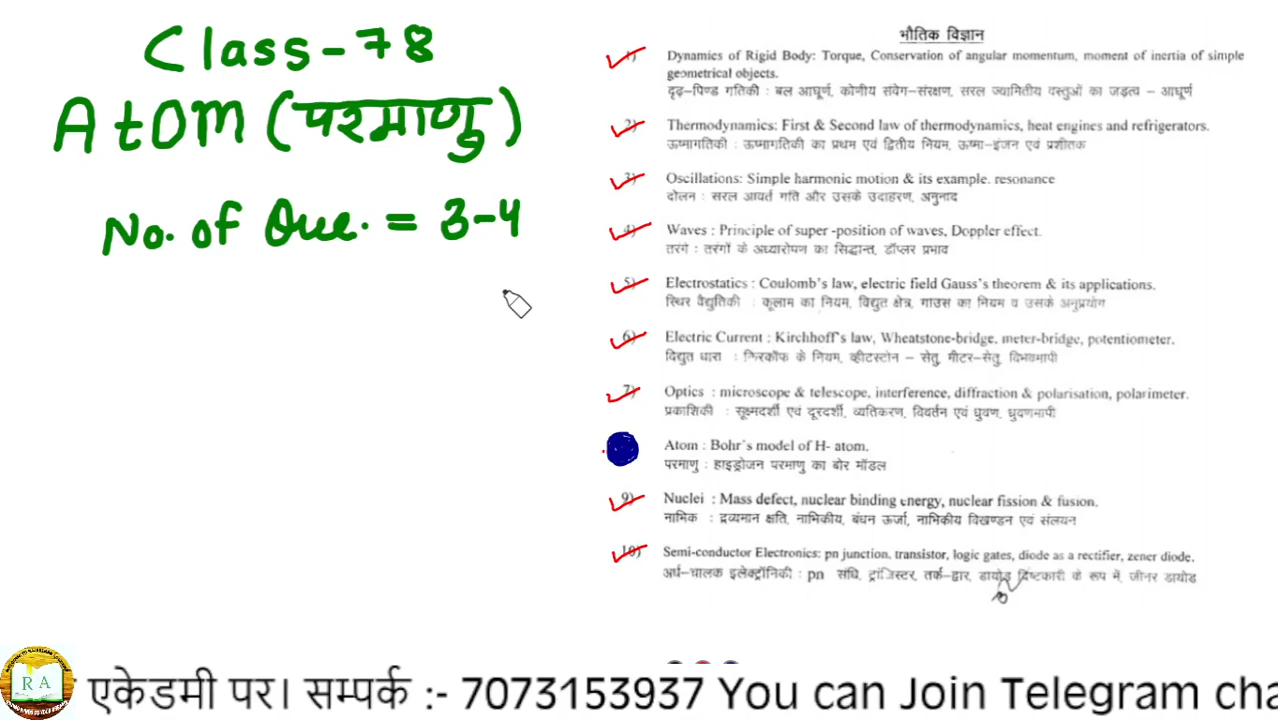 Class-78
Atom (परमाणु)
No. of Que. = 3-4
भौतिक विज्ञान
1) Dynamics of Rigid Body: Torque, Conservation of angular momentum, moment of inertia of simple
geometrical objects.
दृढ़-पिण्ड गतिकी : बल आघूर्ण, कोणीय संवेग-संरक्षण, सरल ज्यामितीय वस्तुओं का जड़त्व - आघूर्ण
2) Thermodynamics: First & Second law of thermodynamics, heat engines and refrigerators.
ऊष्मागतिकी : ऊष्मागतिकी का प्रथम एवं द्वितीय नियम, ऊष्मा-इंजन एवं प्रशीतक
3) Oscillations: Simple harmonic motion & its example. resonance
दोलन : सरल आवर्त गति और उसके उदाहरण, अनुनाद
4) Waves : Principle of super -position of waves, Doppler effect.
तरंगे : तरंगों के अध्यारोपण का सिद्धान्त, डॉप्लर प्रभाव
5) Electrostatics : Coulomb's law, electric field Gauss's theorem & its applications.
स्थिर वैद्युतिकी : कूलाम का नियम, विद्युत क्षेत्र, गाउस का नियम व उसके अनुप्रयोग
6) Electric Current : Kirchhoff's law, Wheatstone-bridge, meter-bridge, potentiometer.
विद्युत धारा : किरकॉफ के नियम, व्हीटस्टोन - सेतु, मीटर-सेतु, विभवमापी
7) Optics : microscope & telescope, interference, diffraction & polarisation, polarimeter.
प्रकाशिकी : सूक्ष्मदर्शी एवं दूरदर्शी, व्यतिकरण, विवर्तन एवं ध्रुवण, ध्रुवणमापी
Atom : Bohr's model of H- atom.
परमाणु : हाइड्रोजन परमाणु का बोर मॉडल
9) Nuclei : Mass defect, nuclear binding energy, nuclear fission & fusion.
नाभिक : द्रव्यमान क्षति, नाभिकीय, बंधन ऊर्जा, नाभिकीय विखण्डन एवं संलयन
10) Semi-conductor Electronics: pn junction, transistor, logic gates, diode as a rectifier, zener diode.
अर्ध-चालक इलेक्ट्रॉनिकी : pn संधि, ट्रांजिस्टर, तर्क-द्वार, डायोड दिष्टकारी के रूप में, जीनर डायोड
RA
एकेडमी पर। सम्पर्क :- 7073153937 You can Join Telegram cha